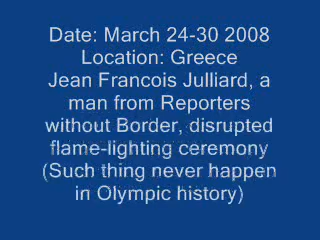 Date: March 24-30 2008
Location: Greece
Jean Francois Julliard, a
man from Reporters
without Border, disrupted
flame-lighting ceremony
(Such thing never happen
in Olympic history)